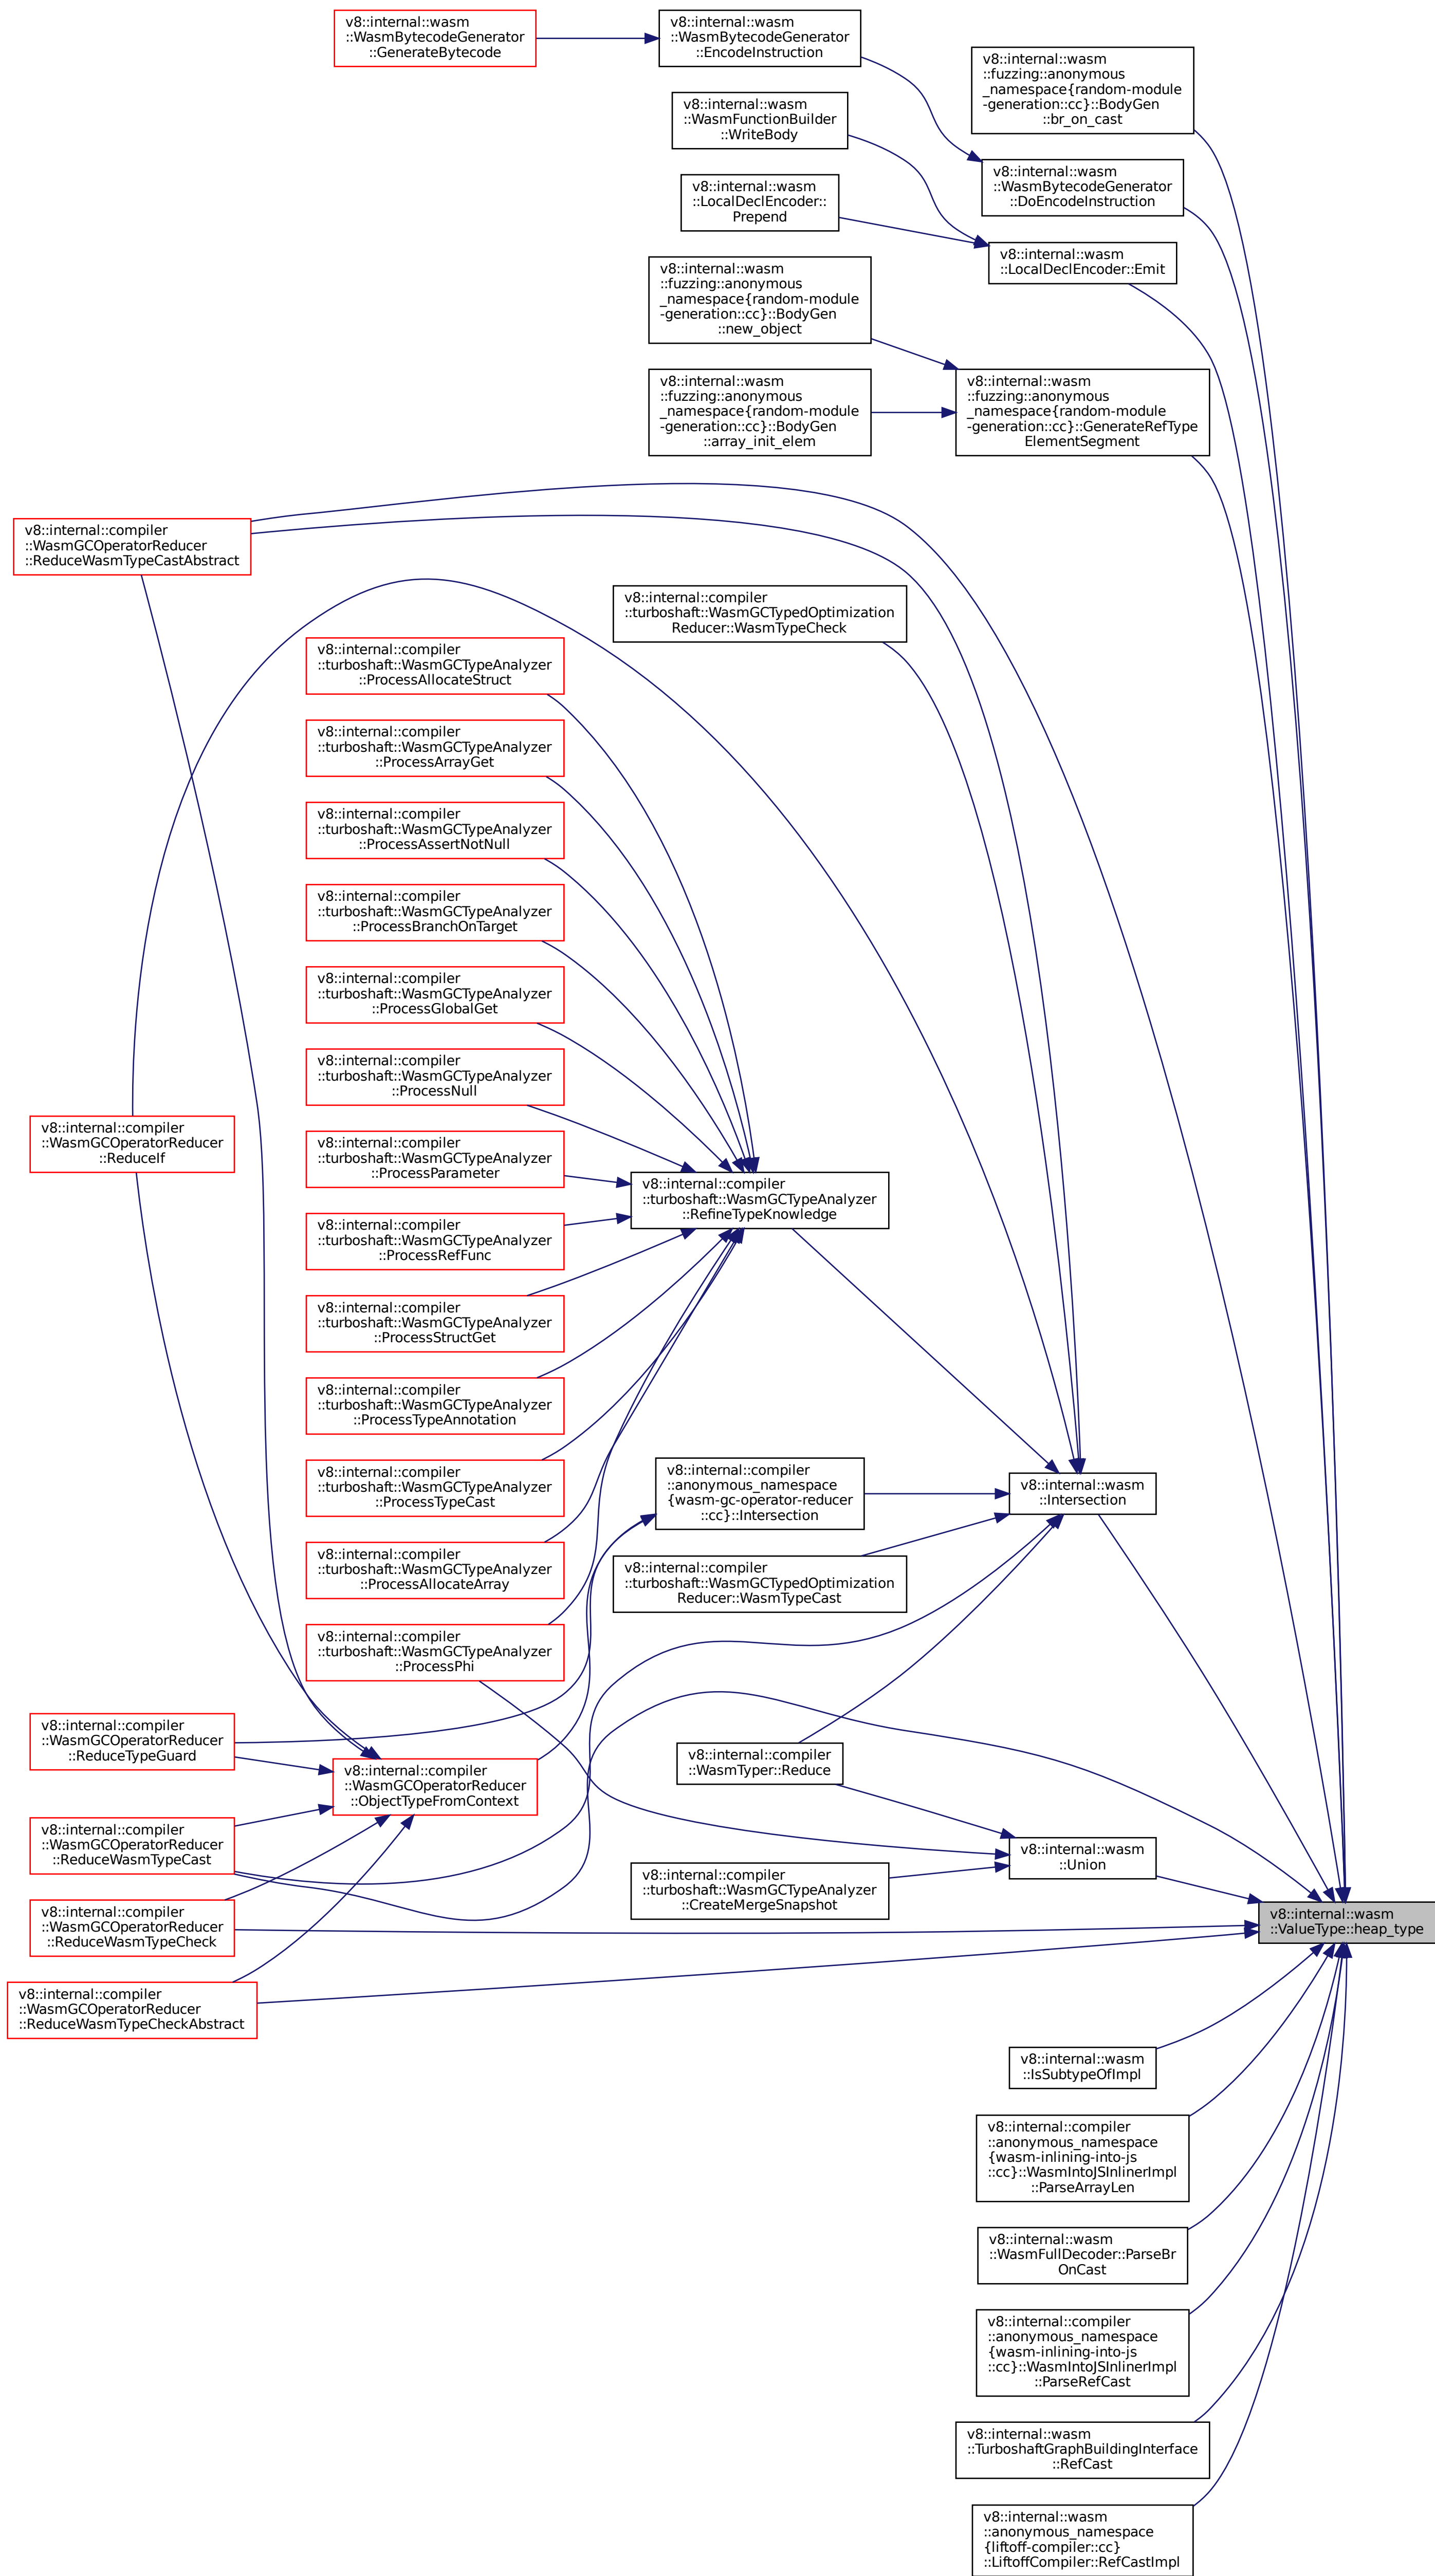 v8::internal::wasm
::WasmBytecodeGenerator
::GenerateBytecode
v8::internal::wasm
::WasmBytecodeGenerator
::EncodeInstruction
v8::internal::wasm
::fuzzing::anonymous
_namespace{random-module
-generation::cc}::BodyGen
::br_on_cast
v8::internal::wasm
::WasmFunctionBuilder
::WriteBody
v8::internal::wasm
::WasmBytecodeGenerator
::DoEncodeInstruction
v8::internal::wasm
::LocalDeclEncoder::
Prepend
v8::internal::wasm
::LocalDeclEncoder::Emit
v8::internal::wasm
::fuzzing::anonymous
_namespace{random-module
-generation::cc}::BodyGen
::new_object
v8::internal::wasm
::fuzzing::anonymous
_namespace{random-module
-generation::cc}::BodyGen
::array_init_elem
v8::internal::wasm
::fuzzing::anonymous
_namespace{random-module
-generation::cc}::GenerateRefType
ElementSegment
v8::internal::compiler
::WasmGCOperatorReducer
::ReduceWasmTypeCastAbstract
v8::internal::compiler
::turboshaft::WasmGCTypedOptimization
Reducer::WasmTypeCheck
v8::internal::compiler
::turboshaft::WasmGCTypeAnalyzer
::ProcessAllocateStruct
v8::internal::compiler
::turboshaft::WasmGCTypeAnalyzer
::ProcessArrayGet
v8::internal::compiler
::turboshaft::WasmGCTypeAnalyzer
::ProcessAssertNotNull
v8::internal::compiler
::turboshaft::WasmGCTypeAnalyzer
::ProcessBranchOnTarget
v8::internal::compiler
::turboshaft::WasmGCTypeAnalyzer
::ProcessGlobalGet
v8::internal::compiler
::turboshaft::WasmGCTypeAnalyzer
::ProcessNull
v8::internal::compiler
::WasmGCOperatorReducer
::ReduceIf
v8::internal::compiler
::turboshaft::WasmGCTypeAnalyzer
::ProcessParameter
v8::internal::compiler
::turboshaft::WasmGCTypeAnalyzer
::RefineTypeKnowledge
v8::internal::compiler
::turboshaft::WasmGCTypeAnalyzer
::ProcessRefFunc
v8::internal::compiler
::turboshaft::WasmGCTypeAnalyzer
::ProcessStructGet
v8::internal::compiler
::turboshaft::WasmGCTypeAnalyzer
::ProcessTypeAnnotation
v8::internal::compiler
::turboshaft::WasmGCTypeAnalyzer
::ProcessTypeCast
v8::internal::compiler
::anonymous_namespace
{wasm-gc-operator-reducer
::cc}::Intersection
v8::internal::wasm
::Intersection
v8::internal::compiler
::turboshaft::WasmGCTypeAnalyzer
::ProcessAllocateArray
v8::internal::compiler
::turboshaft::WasmGCTypedOptimization
Reducer::WasmTypeCast
v8::internal::compiler
::turboshaft::WasmGCTypeAnalyzer
::ProcessPhi
v8::internal::compiler
::WasmGCOperatorReducer
::ReduceTypeGuard
v8::internal::compiler
::WasmGCOperatorReducer
::ObjectTypeFromContext
v8::internal::compiler
::WasmTyper::Reduce
v8::internal::compiler
::WasmGCOperatorReducer
::ReduceWasmTypeCast
v8::internal::wasm
::Union
v8::internal::compiler
::turboshaft::WasmGCTypeAnalyzer
::CreateMergeSnapshot
v8::internal::compiler
::WasmGCOperatorReducer
::ReduceWasmTypeCheck
v8::internal::wasm
::ValueType::heap_type
v8::internal::compiler
::WasmGCOperatorReducer
::ReduceWasmTypeCheckAbstract
v8::internal::wasm
::IsSubtypeOfImpl
v8::internal::compiler
::anonymous_namespace
{wasm-inlining-into-js
::cc}::WasmIntoJSInlinerImpl
::ParseArrayLen
v8::internal::wasm
::WasmFullDecoder::ParseBr
OnCast
v8::internal::compiler
::anonymous_namespace
{wasm-inlining-into-js
::cc}::WasmIntoJSInlinerImpl
::ParseRefCast
v8::internal::wasm
::TurboshaftGraphBuildingInterface
::RefCast
v8::internal::wasm
::anonymous_namespace
{liftoff-compiler::cc}
::LiftoffCompiler::RefCastImpl